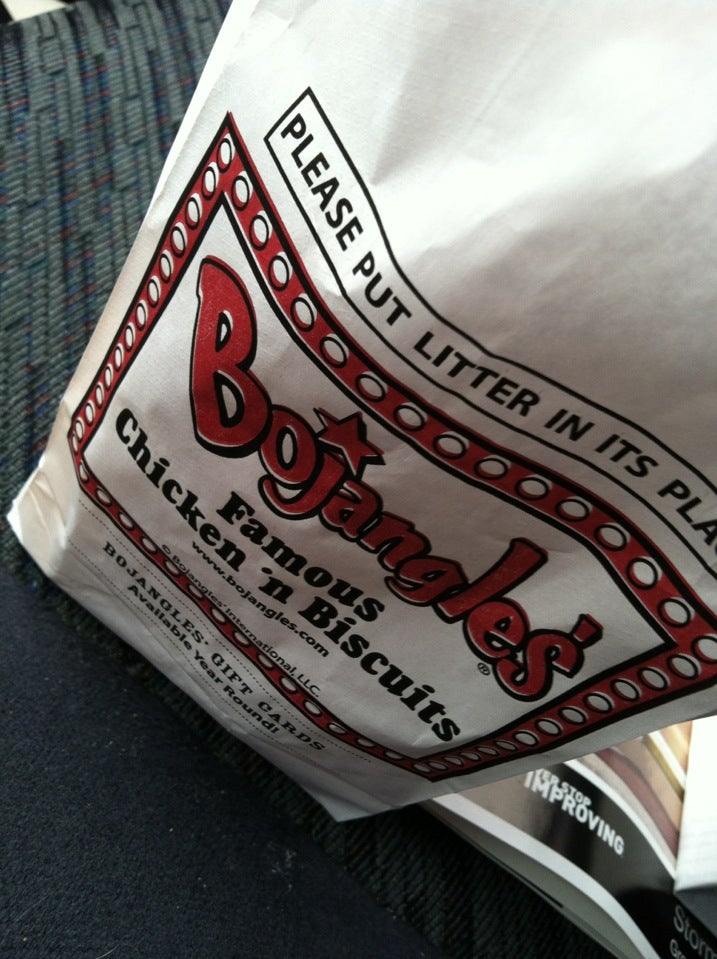 PLEASE PUT LITTER IN ITS
Bojangles'®
Famous
Chicken 'n Biscuits
www.bojangles.com
© Bojangles' International, LLC.
BOJANGLES' GIFT CARDS
Available Year Round!
STOP
IMPROVING